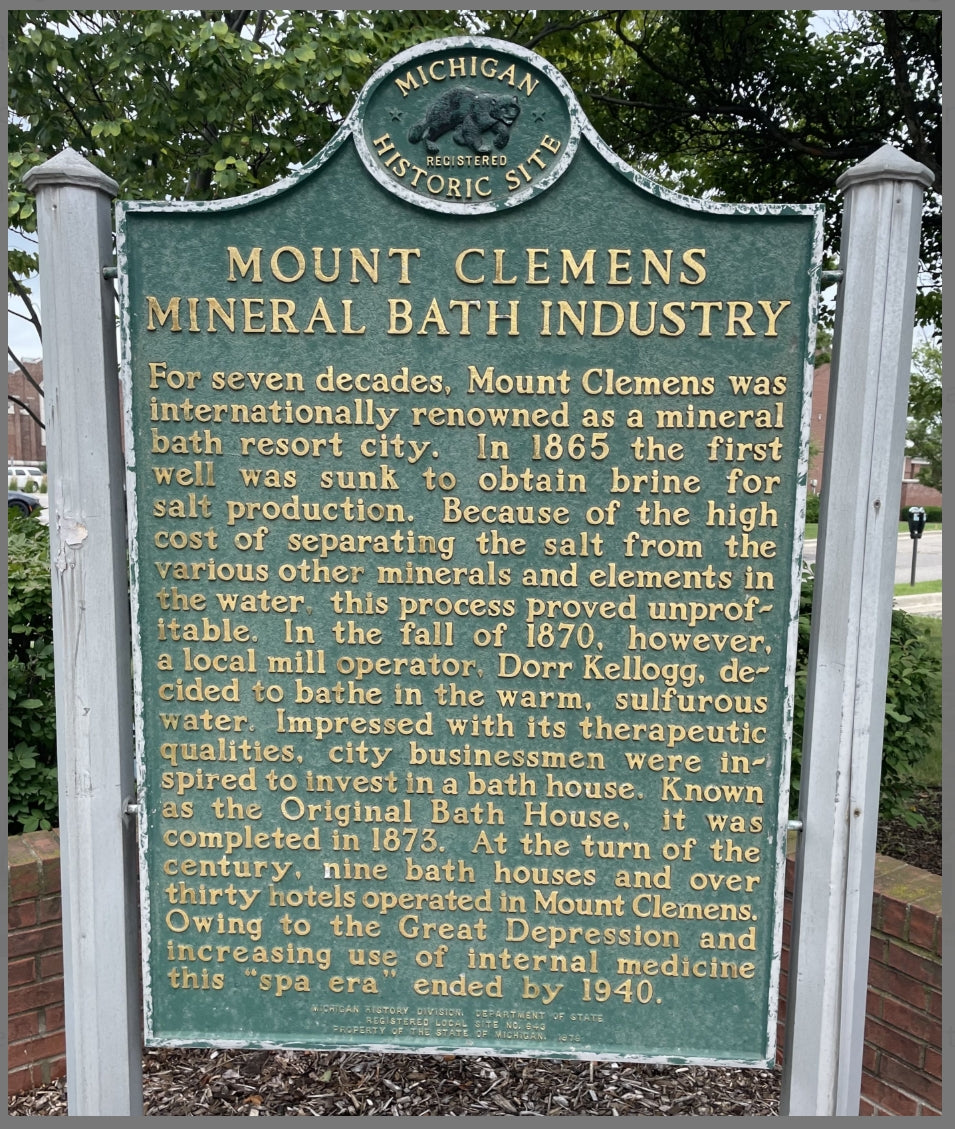 MICHIGAN
REGISTERED
HISTORIC SITE
MOUNT CLEMENS
MINERAL BATH INDUSTRY
For seven decades, Mount Clemens was
internationally renowned as a mineral
bath resort city. In 1865 the first
well was sunk to obtain brine for
salt production. Because of the high
cost of separating the salt from the
various other minerals and elements in
the water, this process proved unprof-
itable. In the fall of 1870, however,
a local mill operator, Dorr Kellogg, de-
cided to bathe in the warm, sulfurous
water. Impressed with its therapeutic
qualities, city businessmen were in-
spired to invest in a bath house. Known
as the Original Bath House, it was
completed in 1873. At the turn of the
century, nine bath houses and over
thirty hotels operated in Mount Clemens.
Owing to the Great Depression and
increasing use of internal medicine
this "spa era" ended by 1940.
MICHIGAN HISTORY DIVISION, DEPARTMENT OF STATE
REGISTERED LOCAL SITE NO.
PROPERTY OF THE STATE OF MICHIGAN,